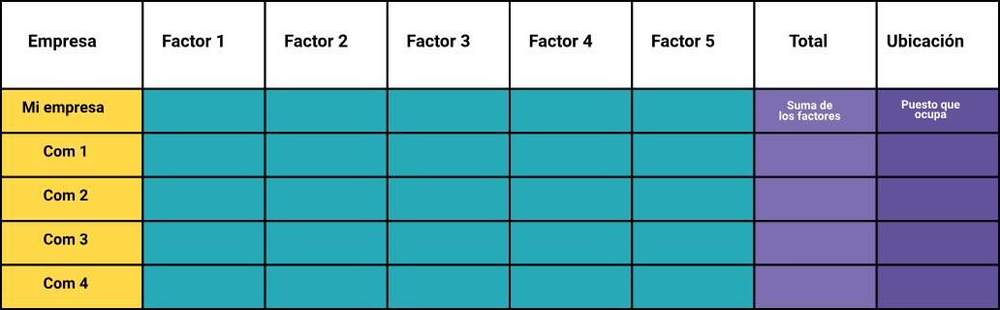 Empresa Factor 1 Factor 2 Factor 3 Factor 4 Factor 5 Total Ubicación
Mi empresa
Suma de
los factores
Puesto que
ocupa
Com 1
Com 2
Com 3
Com 4